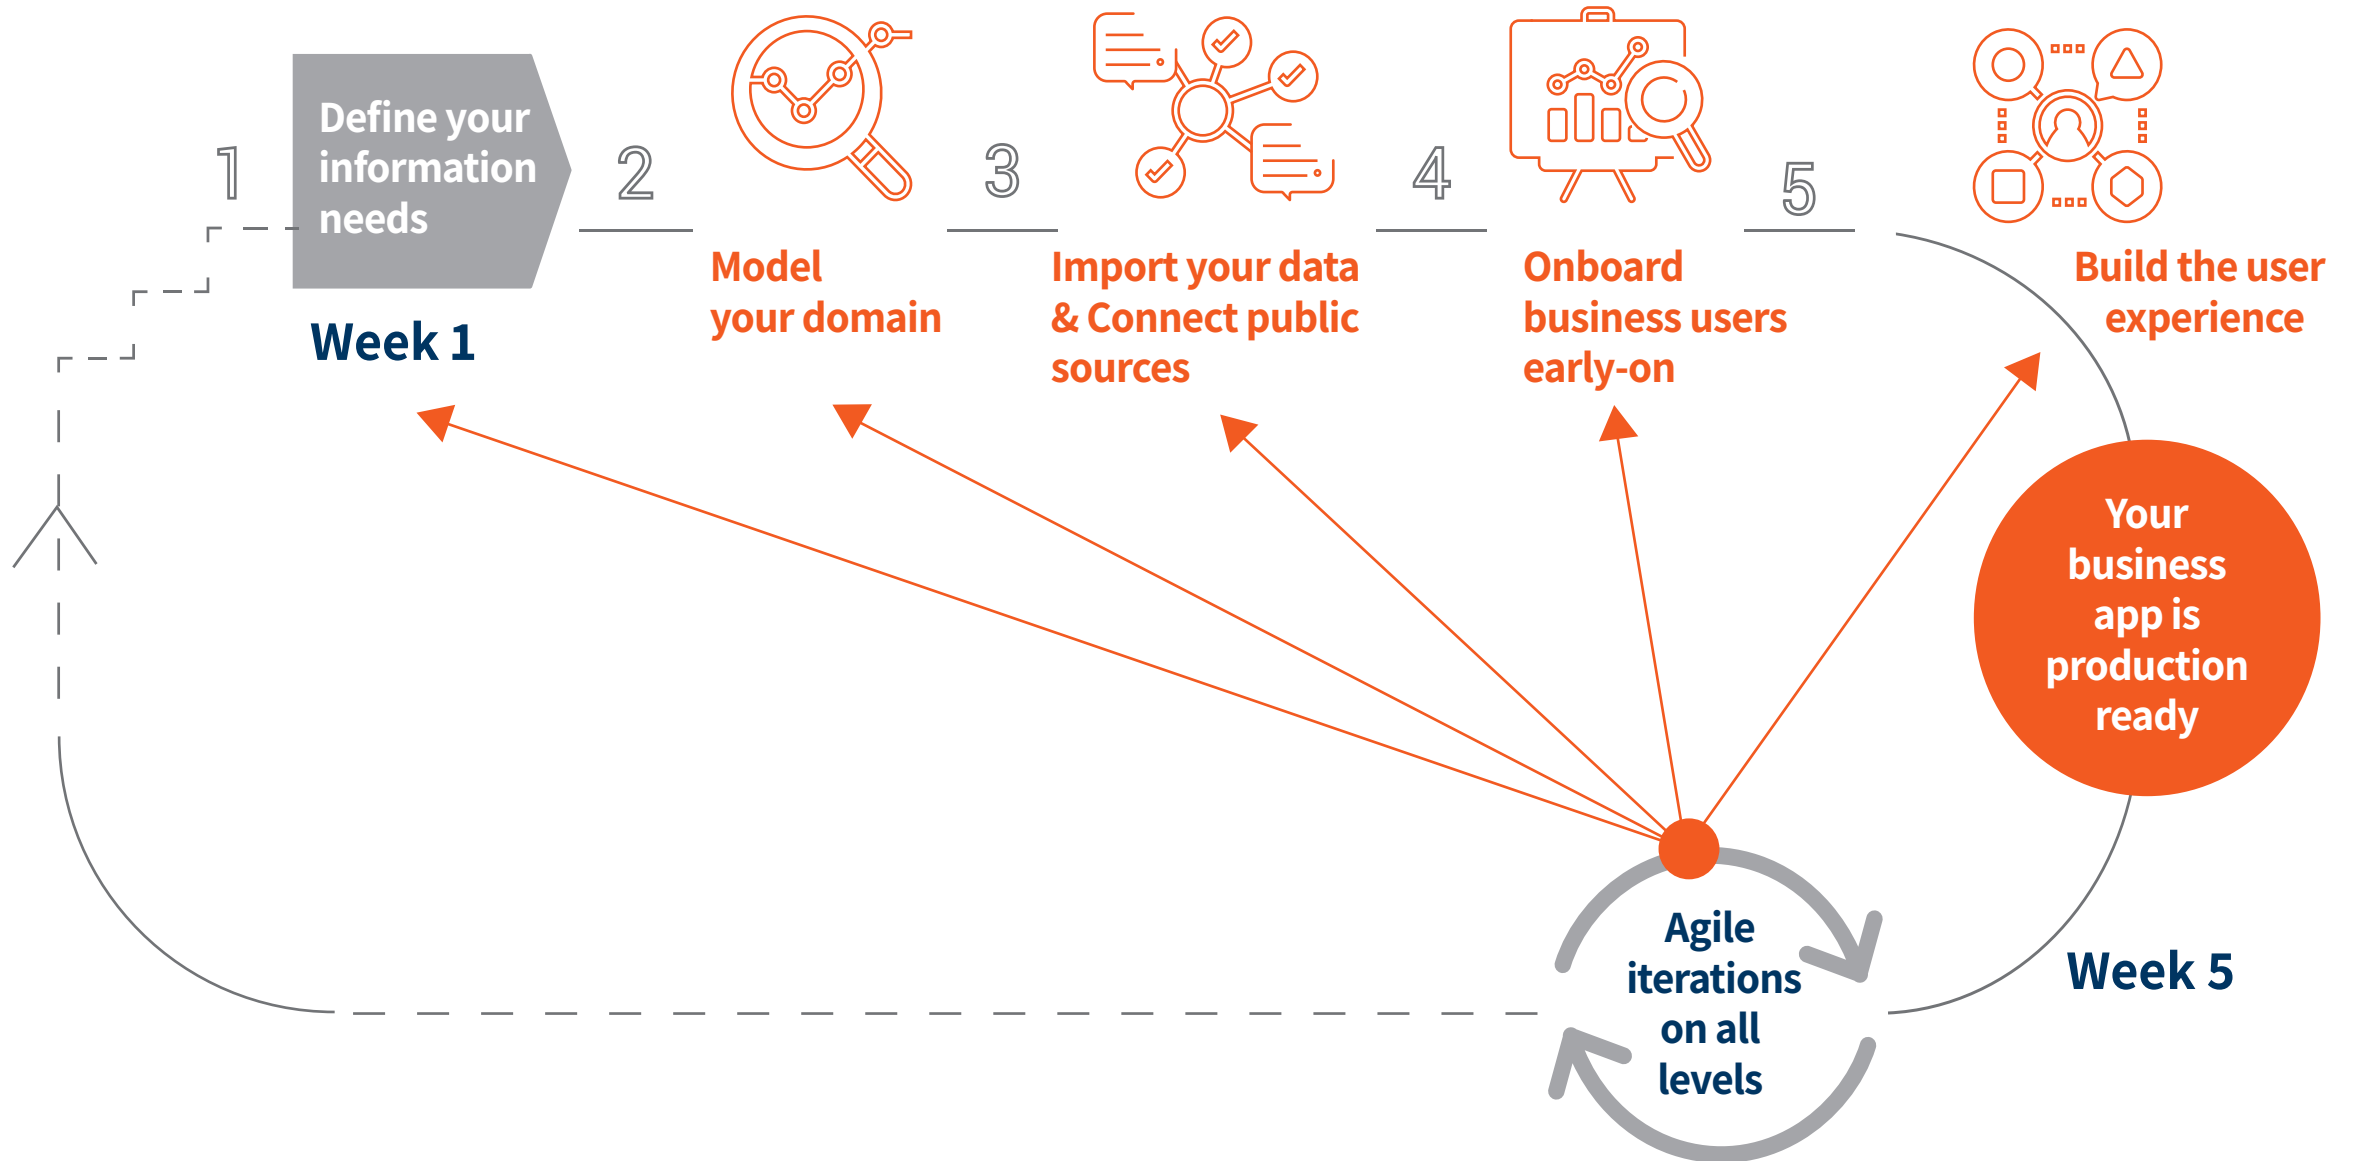 1
Define your
information
needs
Week 1
2
Model
your domain
3
Import your data
& Connect public
sources
4
Onboard
business users
early-on
5
Build the user
experience
Your
business
app is
production
ready
Week 5
Agile
iterations
on all
levels